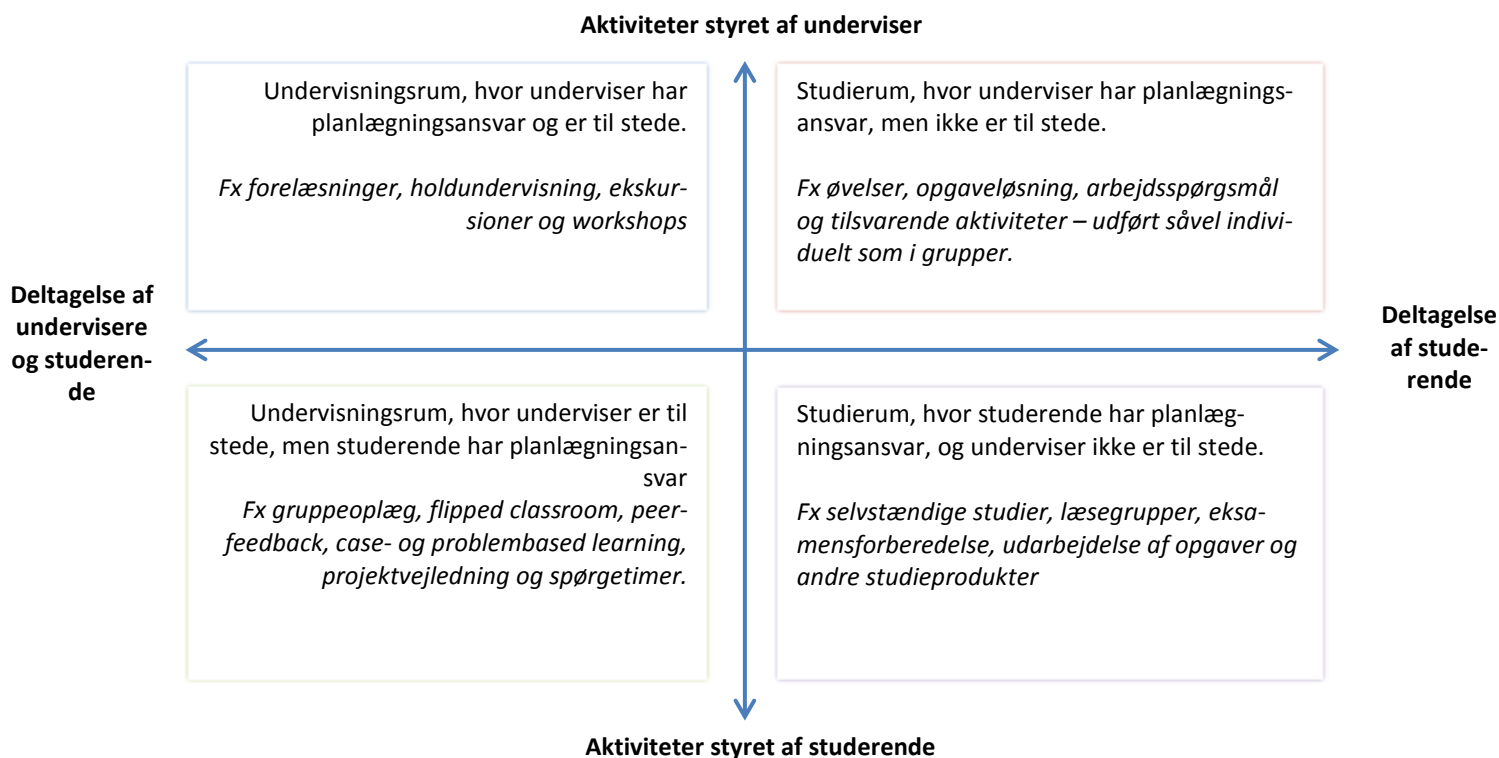 Aktiviteter styret af underviser
Undervisningsrum, hvor underviser har
planlægningsansvar og er til stede.
Fx forelæsninger, holdundervisning, ekskur-
sioner og workshops
Studierum, hvor underviser har planlægnings-
ansvar, men ikke er til stede.
Fx øvelser, opgaveløsning, arbejdsspørgsmål
og tilsvarende aktiviteter – udført såvel indivi-
duelt som i grupper.
Deltagelse af
undervisere
og studeren-
de
Deltagelse
af stude-
rende
Undervisningsrum, hvor underviser er til
stede, men studerende har planlægningsan-
svar
Fx gruppeoplæg, flipped classroom, peer-
feedback, case- og problembased learning,
projektvejledning og spørgetimer.
Studierum, hvor studerende har planlæg-
ningsansvar, og underviser ikke er til stede.
Fx selvstændige studier, læsegrupper, eksa-
mensforberedelse, udarbejdelse af opgaver og
andre studieprodukter
Aktiviteter styret af studerende